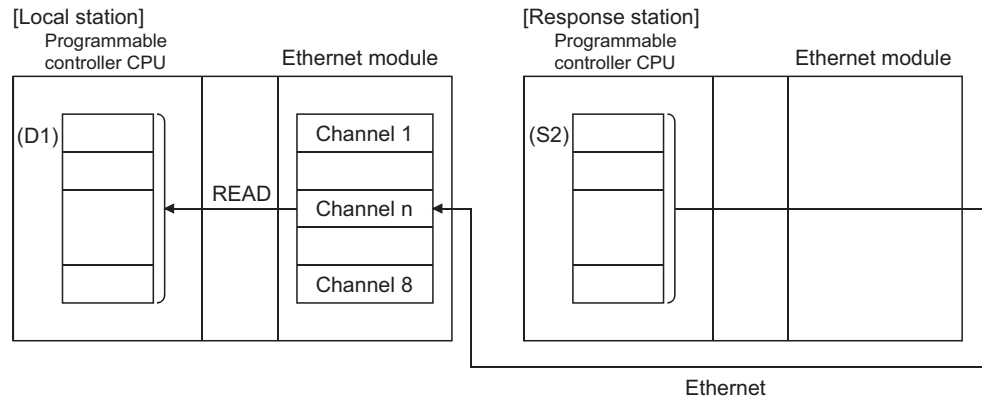 [Local station]
Programmable
controller CPU
Ethernet module
(D1)
READ
Channel 1
Channel n
Channel 8
[Response station]
Programmable
controller CPU
Ethernet module
(S2)
Ethernet